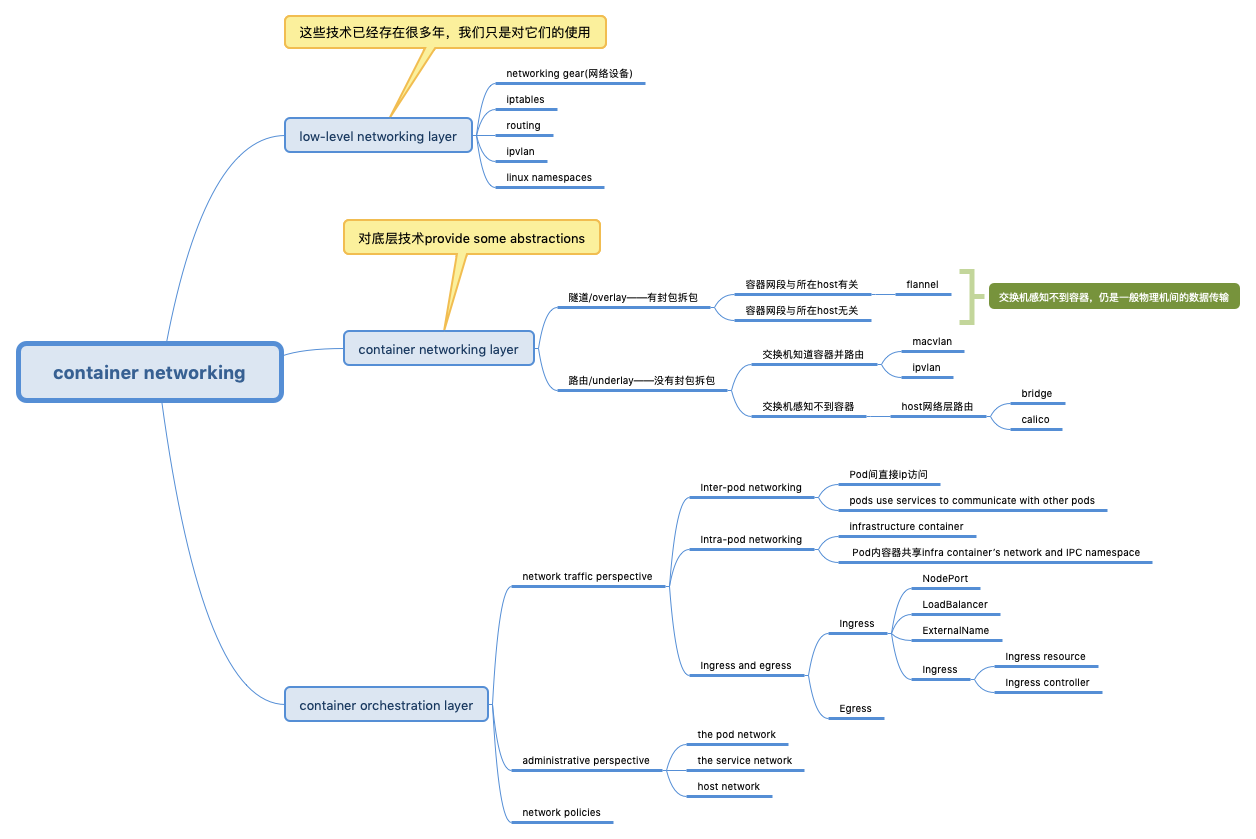 container networking
这些技术已经存在很多年，我们只是对它们的使用
low-level networking layer
networking gear(网络设备)
iptables
routing
ipvlan
linux namespaces
对底层技术provide some abstractions
container networking layer
隧道/overlay——有封包拆包
容器网段与所在host有关
flannel
容器网段与所在host无关
交换机感知不到容器，仍是一般物理机间的数据传输
路由/underlay——没有封包拆包
交换机知道容器并路由
macvlan
ipvlan
交换机感知不到容器
host网络层路由
bridge
calico
container orchestration layer
network traffic perspective
Inter-pod networking
Pod间直接ip访问
pods use services to communicate with other pods
Intra-pod networking
infrastructure container
Pod内容器共享infra container's network and IPC namespace
Ingress and egress
Ingress
NodePort
LoadBalancer
ExternalName
Ingress
Ingress resource
Ingress controller
Egress
administrative perspective
the pod network
the service network
host network
network policies